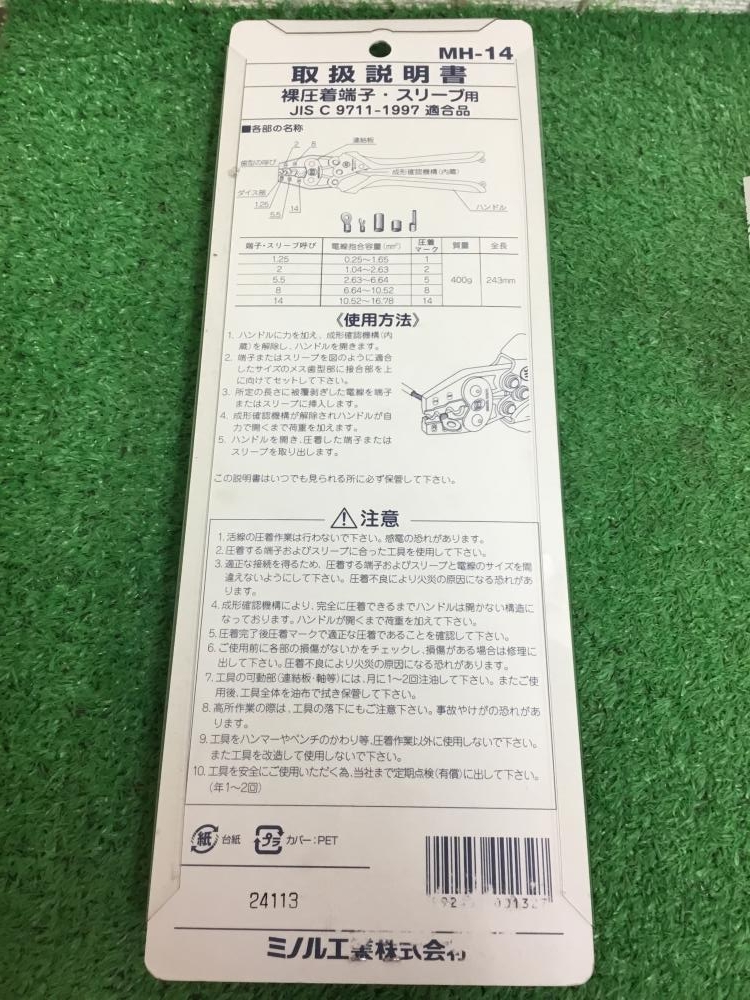 MH-14
取扱説明書
裸圧着端子・スリーブ用
JIS C 9711-1997 適合品
■各部の名称
2 8 連結板
歯型の呼び
成形確認機構(内蔵)
ダイス部
1.25
5.5 14
ハンドル
端子・スリーブ呼び 電線抱合容量(mm²) 圧着マーク 質量 全長
1.25 0.25〜1.65 1
2 1.04〜2.63 2
5.5 2.63〜6.64 5 400g 243mm
8 6.64〜10.52 8
14 10.52〜16.78 14
《使用方法》
1. ハンドルに力を加え、成形確認機構(内
蔵)を解除し、ハンドルを開きます。
2. 端子またはスリーブを図のように適合
したサイズのメス歯型部に接合部を上
に向けてセットして下さい。
3. 所定の長さに被覆剥ぎした電線を端子
またはスリーブに挿入します。
4. 成形確認機構が解除されハンドルが自
力で開くまで荷重を加えます。
5. ハンドルを開き、圧着した端子または
スリーブを取り出します。
この説明書はいつでも見られる所に必ず保管して下さい。
注意
1. 活線の圧着作業は行わないで下さい。感電の恐れがあります。
2. 圧着する端子およびスリーブに合った工具を使用して下さい。
3. 適正な接続を得るため、圧着する端子およびスリーブと電線のサイズを間
違えないようにして下さい。圧着不良により火災の原因になる恐れがあ
ります。
4. 成形確認機構により、完全に圧着できるまでハンドルは開かない構造に
なっております。ハンドルが開くまで荷重を加えて下さい。
5. 圧着完了後圧着マークで適正な圧着であることを確認して下さい。
6. ご使用前に各部の損傷がないかをチェックし、損傷がある場合は修理に
出して下さい。圧着不良により火災の原因になる恐れがあります。
7. 工具の可動部(連結板・軸等)には、月に1〜2回注油して下さい。またご使
用後、工具全体を油布で拭き保管して下さい。
8. 高所作業の際は、工具の落下にもご注意下さい。事故やけがの恐れがあ
ります。
9. 工具をハンマーやペンチのかわり等、圧着作業以外に使用しないで下さい。
また工具を改造して使用しないで下さい。
10. 工具を安全にご使用いただく為、当社まで定期点検(有償)に出して下さい。
(年1〜2回)
紙 台紙 プラ カバー:PET
24113
ミノル工業株式会社